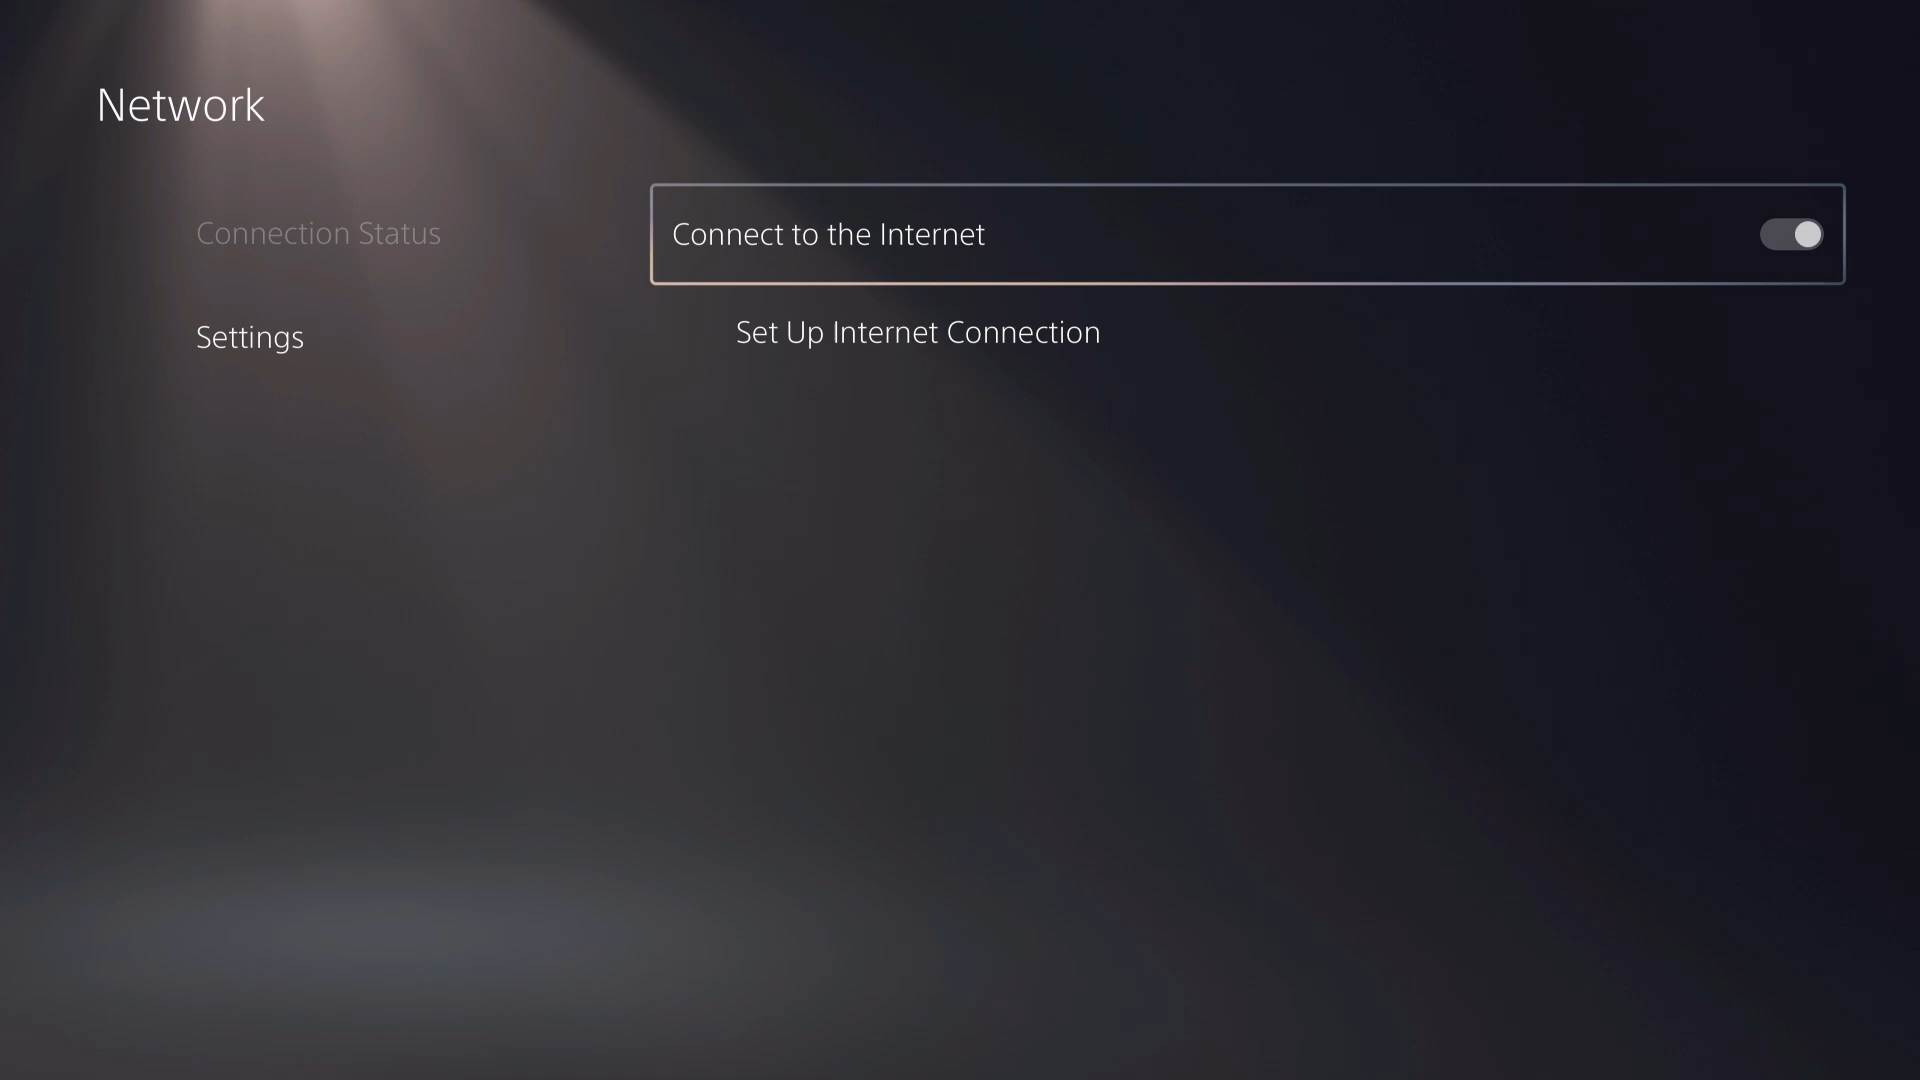 Network
Connection Status
Connect to the Internet
Settings
Set Up Internet Connection